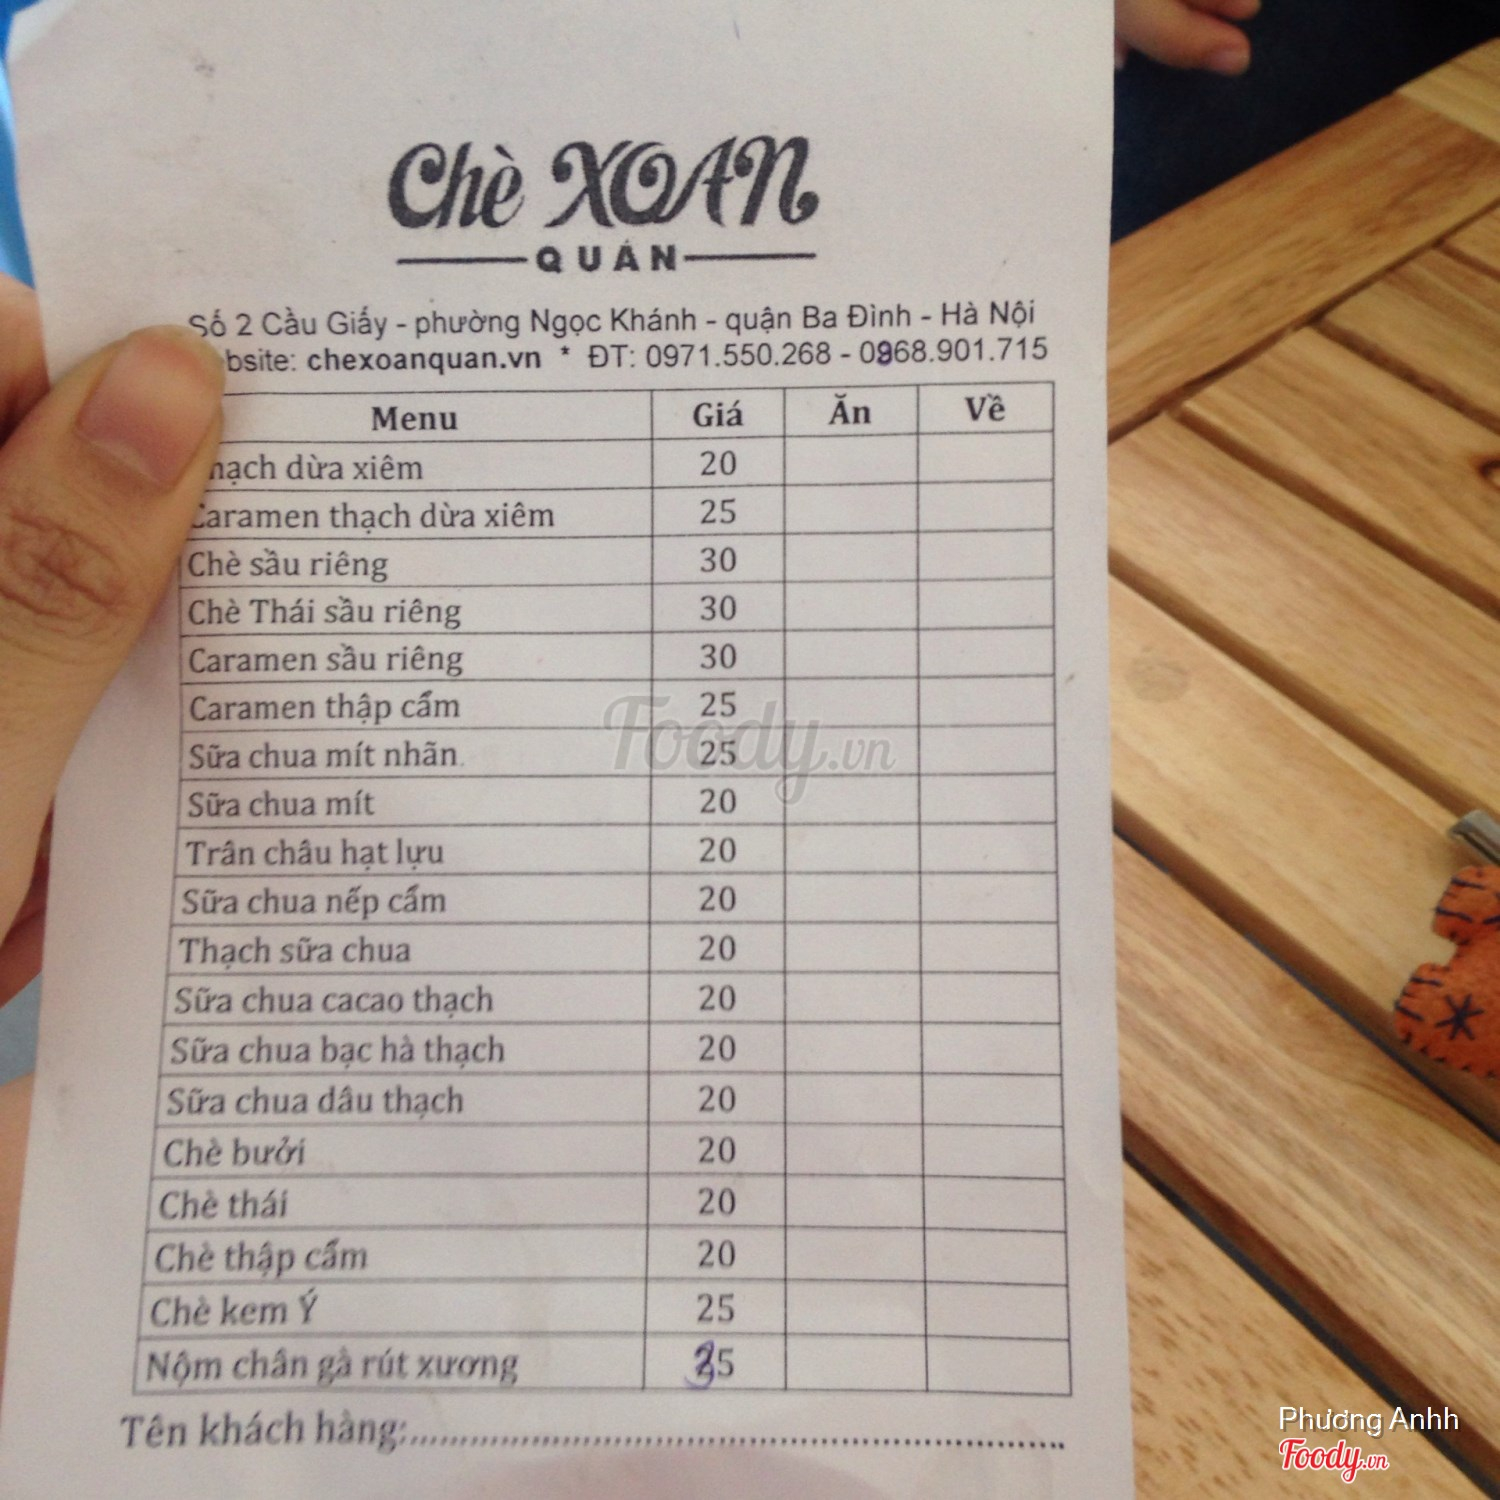 Chè XOAN
QUÁN
Số 2 Cầu Giấy - phường Ngọc Khánh - quận Ba Đình - Hà Nội
bsite: chexoanquan.vn * ĐT: 0971.550.268 - 0968.901.715
Menu Giá Ăn Về
hạch dừa xiêm 20
Caramen thạch dừa xiêm 25
Chè sầu riêng 30
Chè Thái sầu riêng 30
Caramen sầu riêng 30
Caramen thập cẩm 25
Sữa chua mít nhãn 25
Sữa chua mít 20
Trân châu hạt lựu 20
Sữa chua nếp cẩm 20
Thạch sữa chua 20
Sữa chua cacao thạch 20
Sữa chua bạc hà thạch 20
Sữa chua dâu thạch 20
Chè bưởi 20
Chè thái 20
Chè thập cẩm 20
Chè kem Ý 25
Nộm chân gà rút xương 35
Tên khách hàng:
Foody.vn
Phương Anhh
Foody.vn